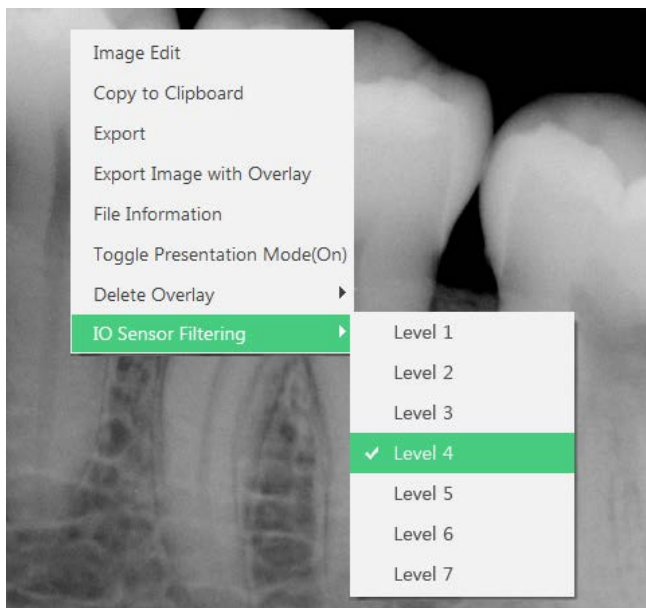 Image Edit
Copy to Clipboard
Export
Export Image with Overlay
File Information
Toggle Presentation Mode(On)
Delete Overlay
IO Sensor Filtering
Level 1
Level 2
Level 3
Level 4
Level 5
Level 6
Level 7